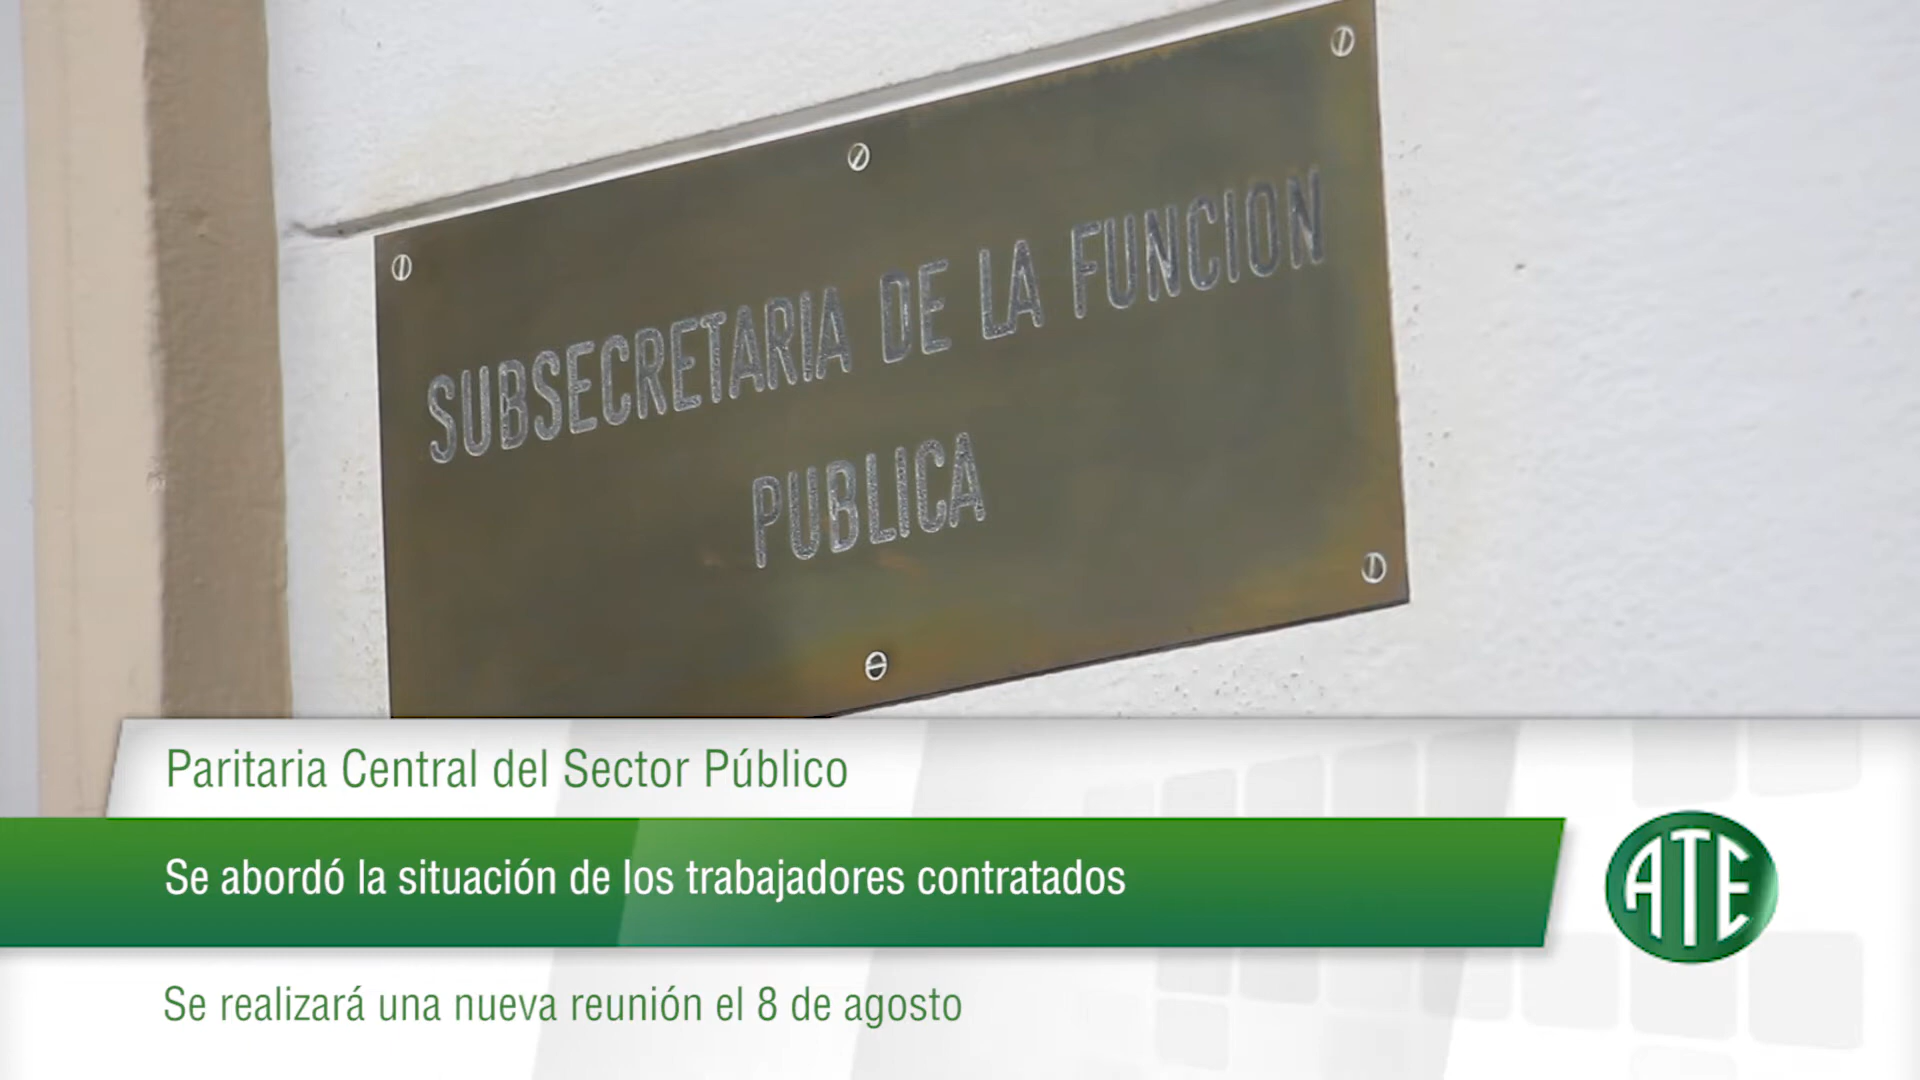 SUBSECRETARIA DE LA FUNCION
PUBLICA
Paritaria Central del Sector Público
Se abordó la situación de los trabajadores contratados
ATE
Se realizará una nueva reunión el 8 de agosto